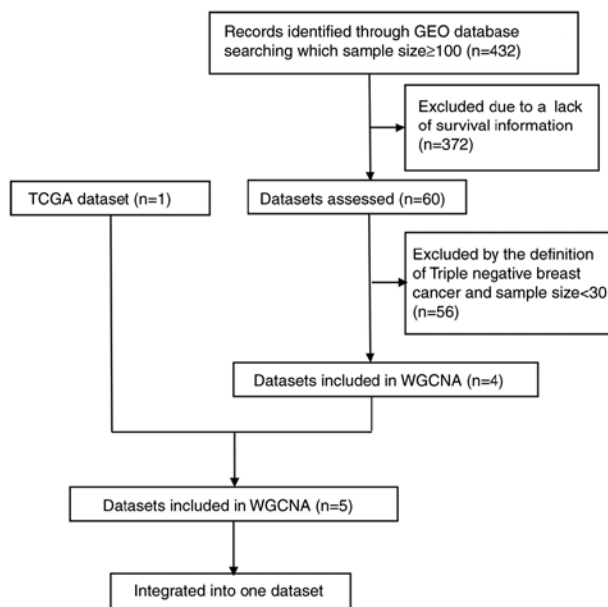 Records identified through GEO database
searching which sample size≥100 (n=432)
Excluded due to a lack
of survival information
(n=372)
TCGA dataset (n=1)
Datasets assessed (n=60)
Excluded by the definition
of Triple negative breast
cancer and sample size<30
(n=56)
Datasets included in WGCNA (n=4)
Datasets included in WGCNA (n=5)
Integrated into one dataset